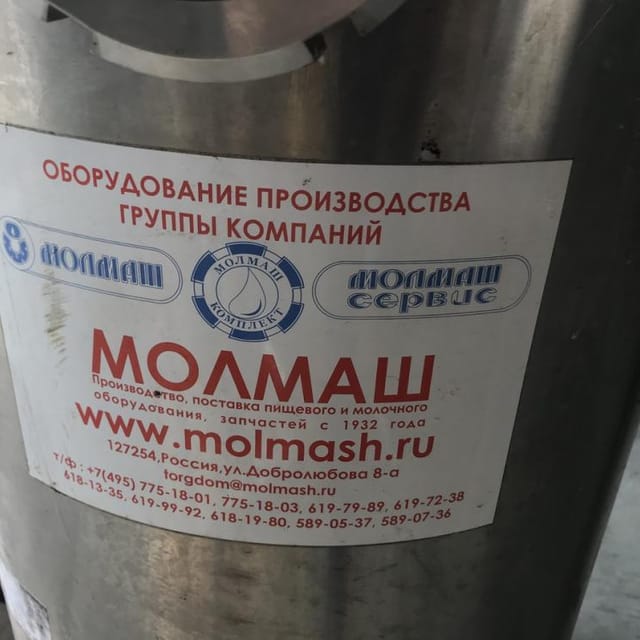 ОБОРУДОВАНИЕ ПРОИЗВОДСТВА
ГРУППЫ КОМПАНИЙ
МОЛМАШ
МОЛМАШ
КОМПЛЕКТ
МОЛМАШ
сервис
МОЛМАШ
Производство, поставка пищевого и молочного
оборудования, запчастей с 1932 года
www.molmash.ru
127254,Россия,ул.Добролюбова 8-а
torgdom@molmash.ru
т/ф: +7(495) 775-18-01, 775-18-03, 619-79-89, 619-72-38
618-13-35, 619-99-92, 618-19-80, 589-05-37, 589-07-36